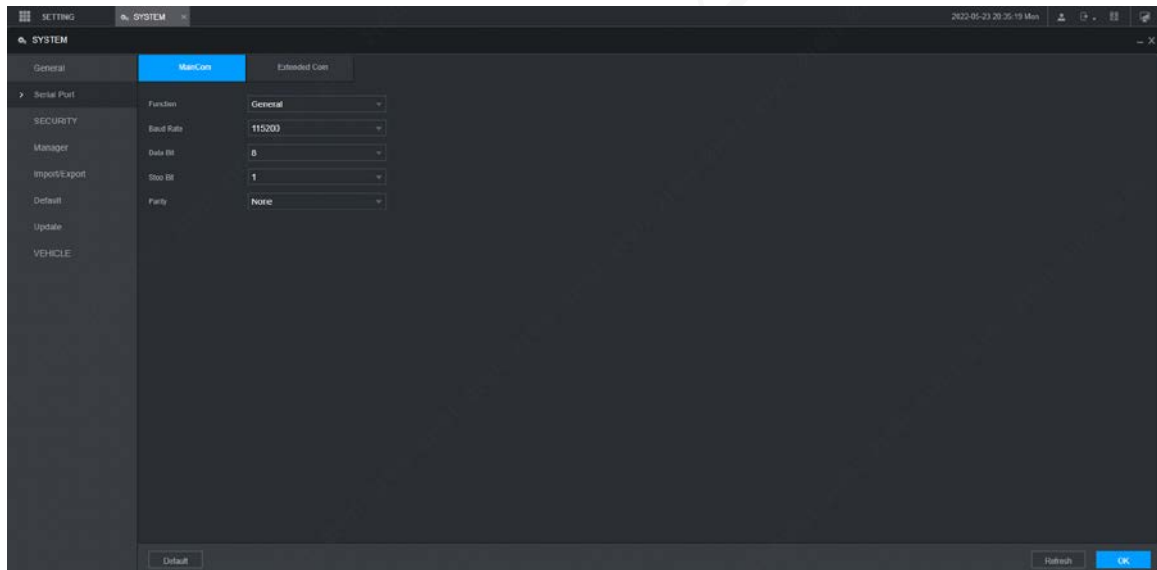 SETTING
SYSTEM
2022-05-23 20:35:19 Mon
SYSTEM
General
Serial Port
SECURITY
Manager
Import/Export
Default
Update
VEHICLE
MainCom
Extended Com
Function
General
Baud Rate
115200
Data Bit
8
Stop Bit
1
Parity
None
Default
Refresh
OK